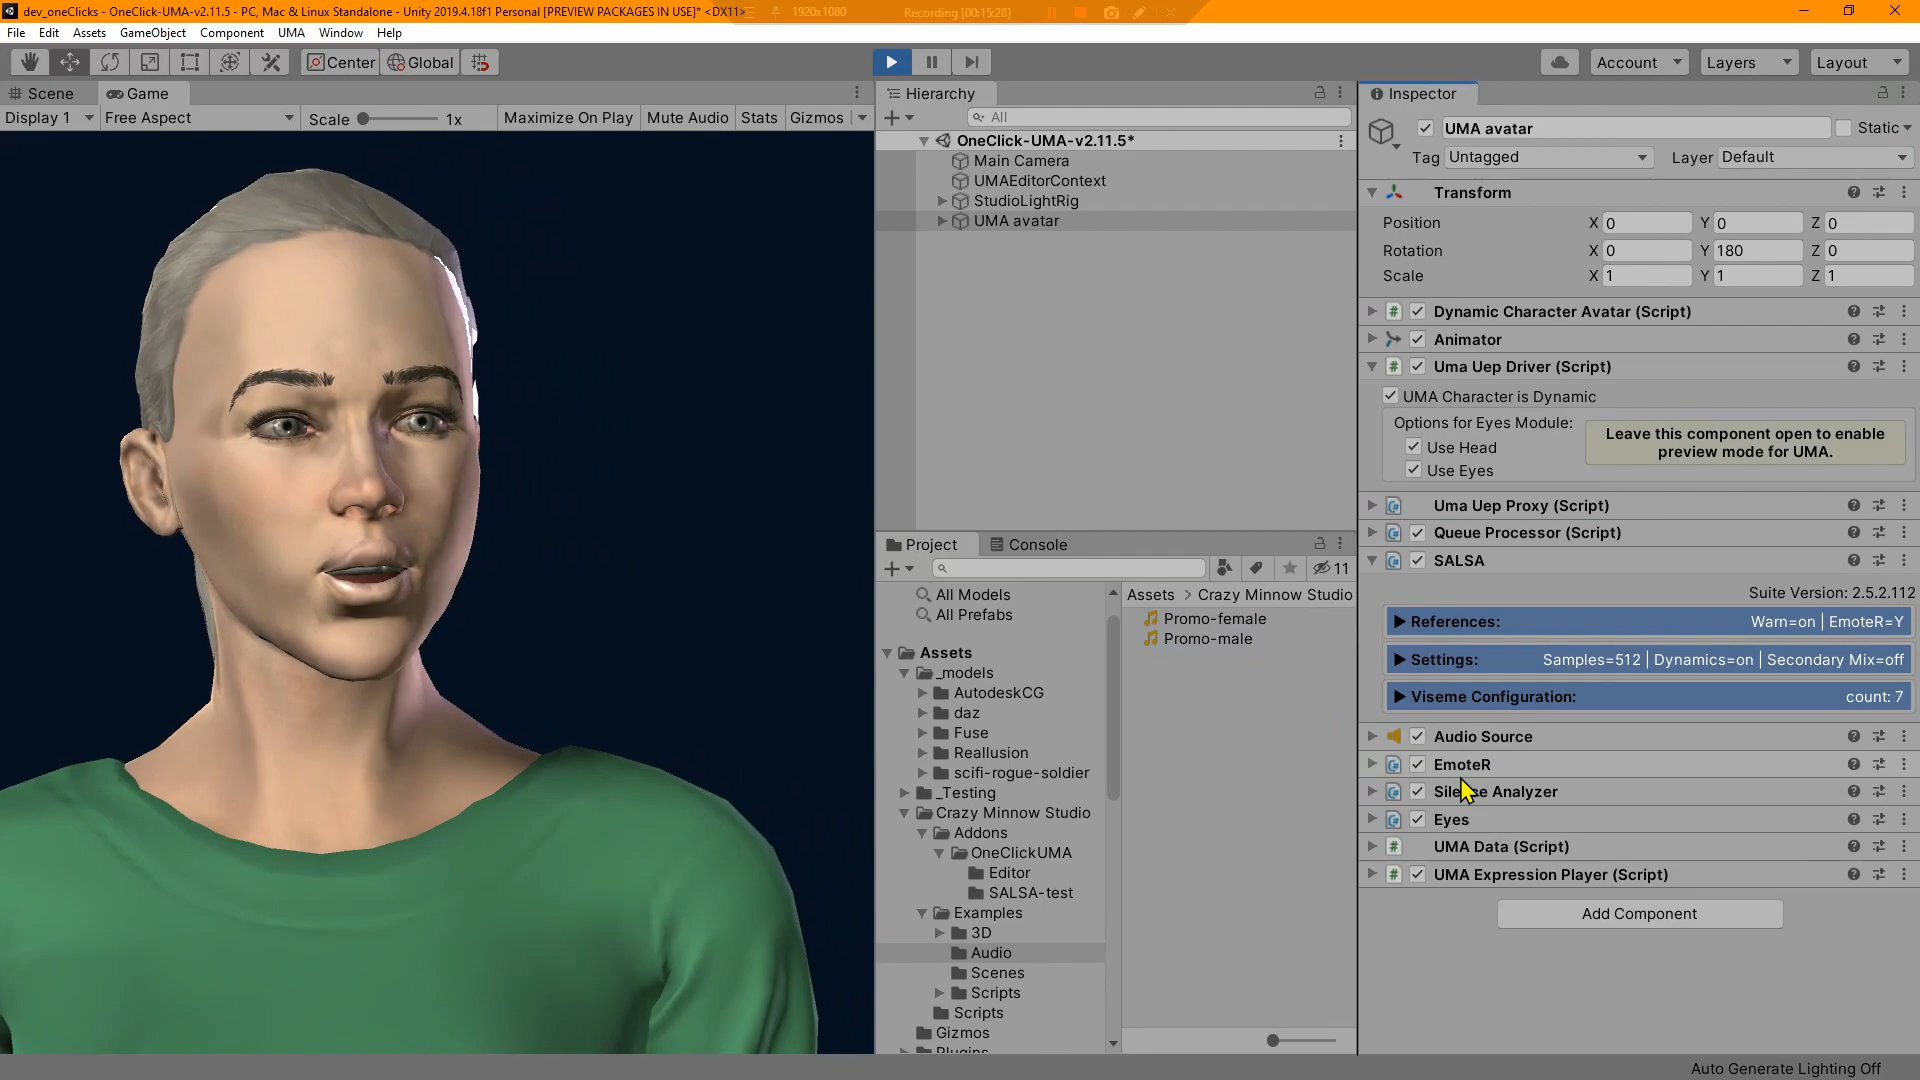 dev_oneClicks - OneClick-UMA-v2.11.5 - PC, Mac & Linux Standalone - Unity 2019.4.18f1 Personal [PREVIEW PACKAGES IN USE]* <DX11>
1920x1080
Recording [00:15:28]
File Edit Assets GameObject Component UMA Window Help
Center Global
Account Layers Layout
Scene Game
Display 1 Free Aspect Scale 1x Maximize On Play Mute Audio Stats Gizmos
Hierarchy
All
OneClick-UMA-v2.11.5*
Main Camera
UMAEditorContext
StudioLightRig
UMA avatar
Project Console
11
All Models
All Prefabs
Assets
_models
AutodeskCG
daz
Fuse
Reallusion
scifi-rogue-soldier
_Testing
Crazy Minnow Studio
Addons
OneClickUMA
Editor
SALSA-test
Examples
3D
Audio
Scenes
Scripts
Scripts
Gizmos
Plugins
Assets > Crazy Minnow Studio
Promo-female
Promo-male
Inspector
UMA avatar Static
Tag Untagged Layer Default
Transform
Position X 0 Y 0 Z 0
Rotation X 0 Y 180 Z 0
Scale X 1 Y 1 Z 1
Dynamic Character Avatar (Script)
Animator
Uma Uep Driver (Script)
UMA Character is Dynamic
Options for Eyes Module:
Use Head
Use Eyes
Leave this component open to enable
preview mode for UMA.
Uma Uep Proxy (Script)
Queue Processor (Script)
SALSA
Suite Version: 2.5.2.112
References: Warn=on | EmoteR=Y
Settings: Samples=512 | Dynamics=on | Secondary Mix=off
Viseme Configuration: count: 7
Audio Source
EmoteR
Silence Analyzer
Eyes
UMA Data (Script)
UMA Expression Player (Script)
Add Component
Auto Generate Lighting Off